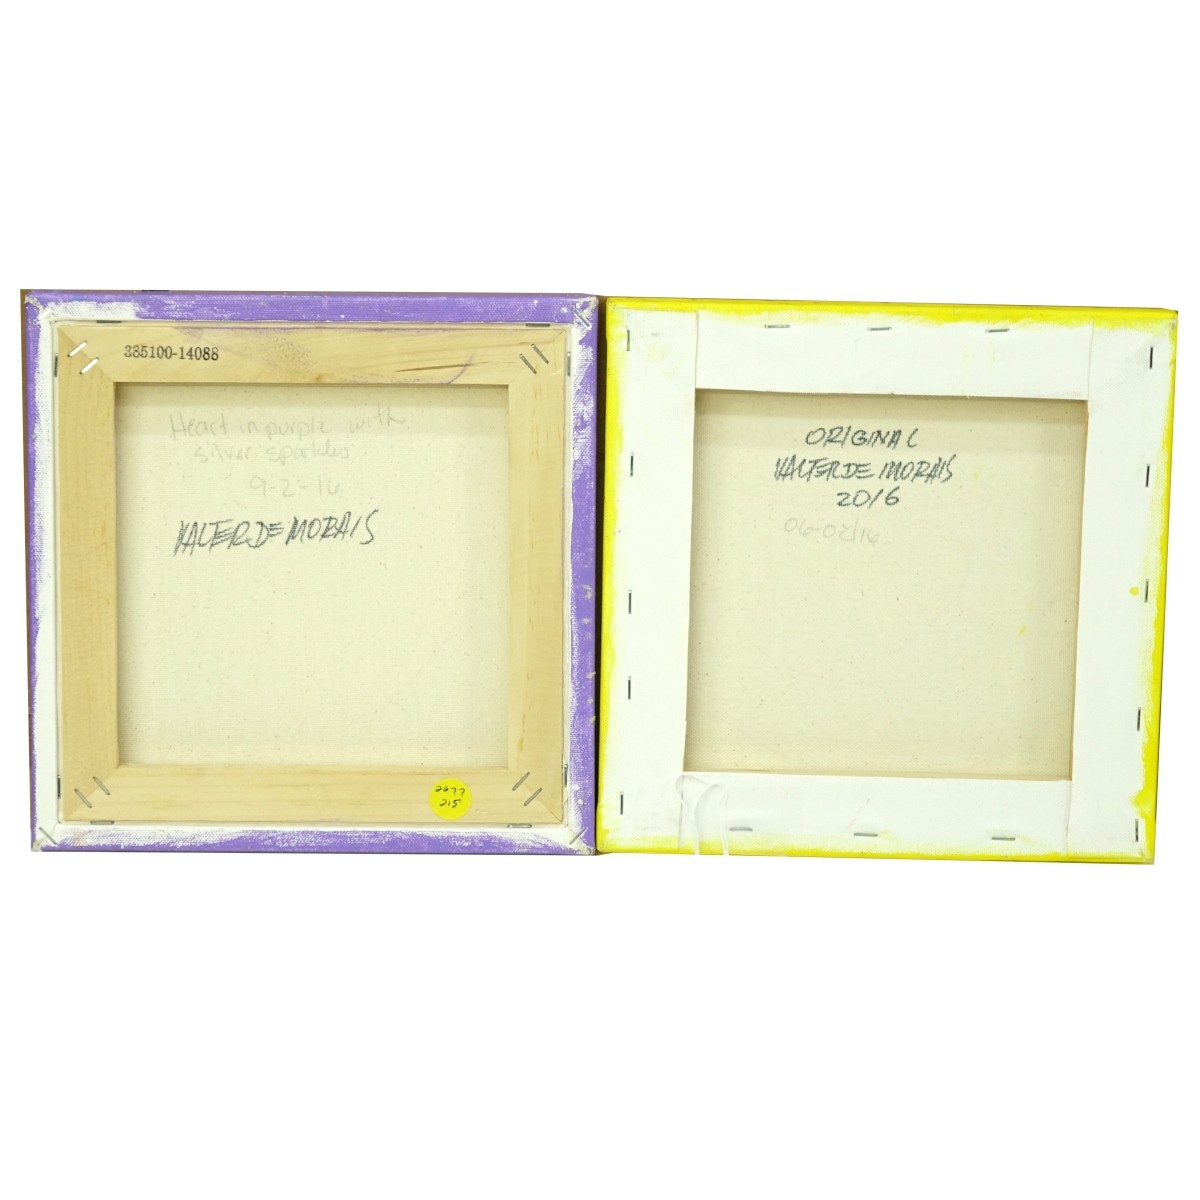 385100-14088
Heart in purple with
silver sparkles
9-2-16
VALTER DE MORAIS
2677
215
ORIGINAL
VALTER DE MORAIS
2016
06-02/16